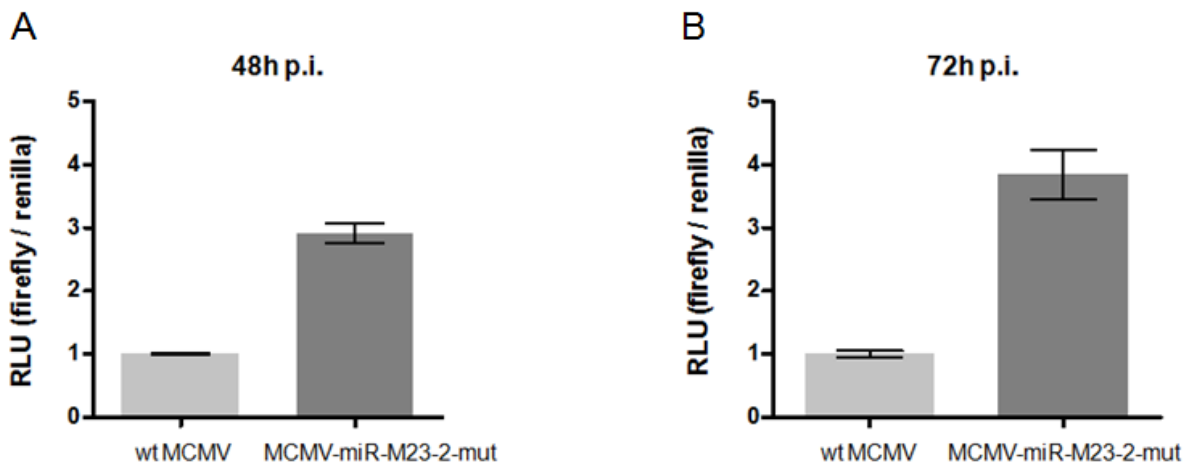 A
48h p.i.
RLU (firefly / renilla)
5
4
3
2
1
0
wt MCMV
MCMV-miR-M23-2-mut
B
72h p.i.
RLU (firefly / renilla)
5
4
3
2
1
0
wt MCMV
MCMV-miR-M23-2-mut